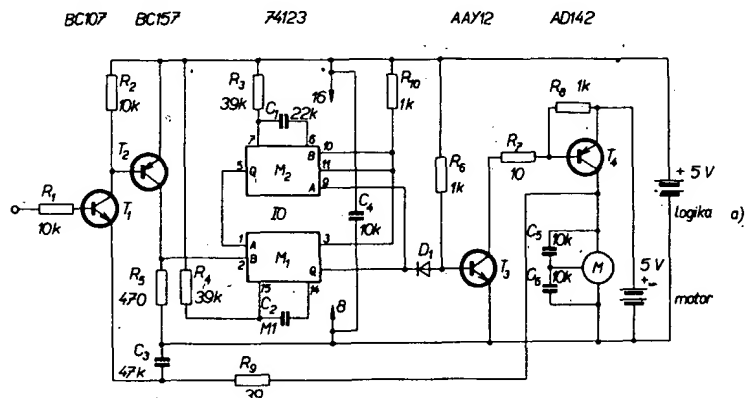 BC107 BC157 74123 AAY12 AD142
R2
10k
R3
39k
C1 22k
16
R10
1k
R8 1k
7
6
10
B
11
9
A
5
Q
M2
T2
R1
10k
T1
IO
C4
10k
R6
1k
R7
10
T4
+ 5 V
logika
a)
1
A
2
B
M1
3
Q
D1
T3
C5
10k
C6
10k
M
5 V
+ -
motor
R5
470
R4
39k
15
14
C2
M1
8
C3
47k
R9
39